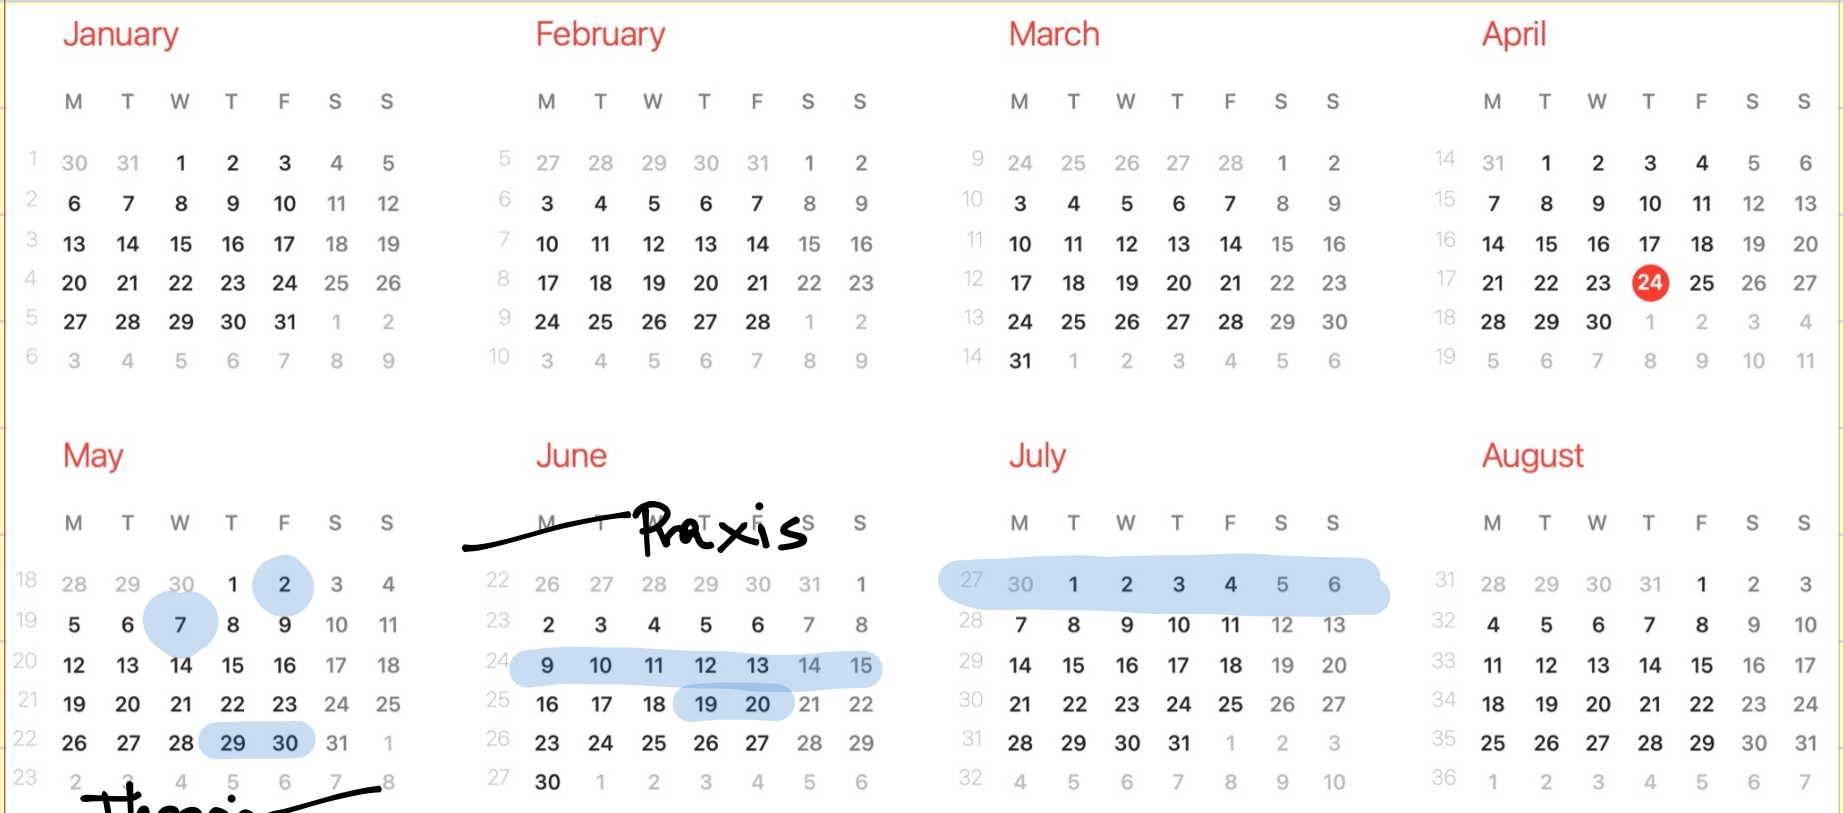 January February March April
M T W T F S S M T W T F S S M T W T F S S M T W T F S S
1 30 31 1 2 3 4 5 5 27 28 29 30 31 1 2 9 24 25 26 27 28 1 2 14 31 1 2 3 4 5 6
2 6 7 8 9 10 11 12 6 3 4 5 6 7 8 9 10 3 4 5 6 7 8 9 15 7 8 9 10 11 12 13
3 13 14 15 16 17 18 19 7 10 11 12 13 14 15 16 11 10 11 12 13 14 15 16 16 14 15 16 17 18 19 20
4 20 21 22 23 24 25 26 8 17 18 19 20 21 22 23 12 17 18 19 20 21 22 23 17 21 22 23 24 25 26 27
5 27 28 29 30 31 1 2 9 24 25 26 27 28 1 2 13 24 25 26 27 28 29 30 18 28 29 30 1 2 3 4
6 3 4 5 6 7 8 9 10 3 4 5 6 7 8 9 14 31 1 2 3 4 5 6 19 5 6 7 8 9 10 11
May June July August
M T W T F S S M T W T F S S M T W T F S S M T W T F S S
Praxis
18 28 29 30 1 2 3 4 22 26 27 28 29 30 31 1 27 30 1 2 3 4 5 6 31 28 29 30 31 1 2 3
19 5 6 7 8 9 10 11 23 2 3 4 5 6 7 8 28 7 8 9 10 11 12 13 32 4 5 6 7 8 9 10
20 12 13 14 15 16 17 18 24 9 10 11 12 13 14 15 29 14 15 16 17 18 19 20 33 11 12 13 14 15 16 17
21 19 20 21 22 23 24 25 25 16 17 18 19 20 21 22 30 21 22 23 24 25 26 27 34 18 19 20 21 22 23 24
22 26 27 28 29 30 31 1 26 23 24 25 26 27 28 29 31 28 29 30 31 1 2 3 35 25 26 27 28 29 30 31
23 2 3 4 5 6 7 8 27 30 1 2 3 4 5 6 32 4 5 6 7 8 9 10 36 1 2 3 4 5 6 7